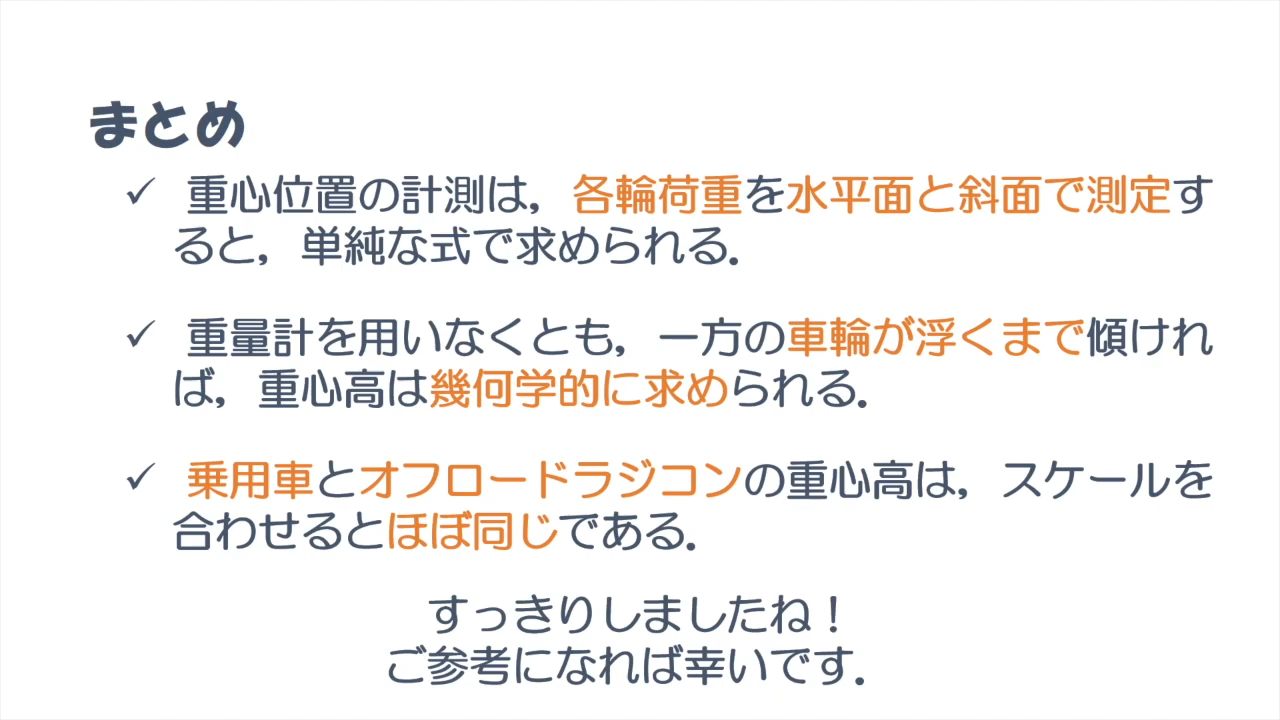 まとめ
✓ 重心位置の計測は，各輪荷重を水平面と斜面で測定す
ると，単純な式で求められる．
✓ 重量計を用いなくとも，一方の車輪が浮くまで傾けれ
ば，重心高は幾何学的に求められる．
✓ 乗用車とオフロードラジコンの重心高は，スケールを
合わせるとほぼ同じである．
すっきりしましたね！
ご参考になれば幸いです．